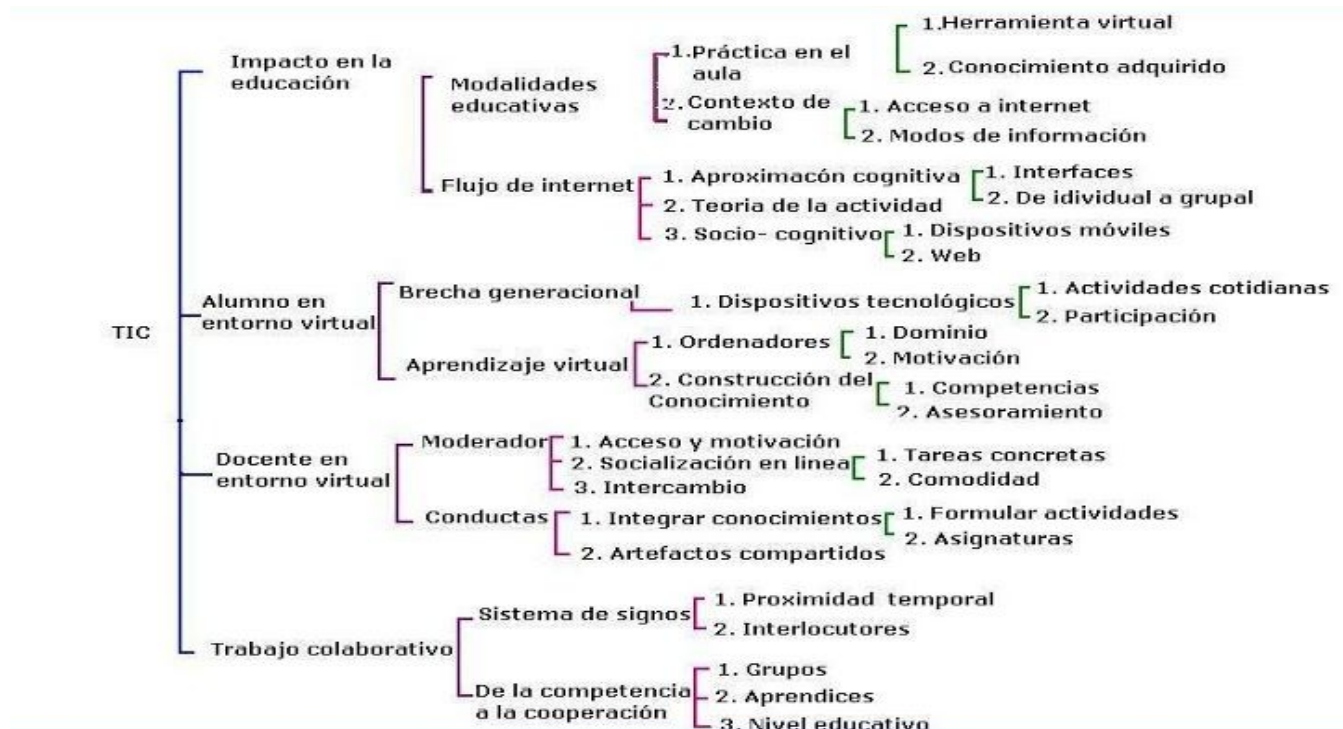 TIC
Impacto en la
educación
Modalidades
educativas
1.Práctica en el
aula
1.Herramienta virtual
2. Conocimiento adquirido
2. Contexto de
cambio
1. Acceso a internet
2. Modos de información
Flujo de internet
1. Aproximacón cognitiva
1. Interfaces
2. De idividual a grupal
2. Teoria de la actividad
3. Socio- cognitivo
1. Dispositivos móviles
2. Web
Alumno en
entorno virtual
Brecha generacional
1. Dispositivos tecnológicos
1. Actividades cotidianas
2. Participación
Aprendizaje virtual
1. Ordenadores
1. Dominio
2. Motivación
2. Construcción del
Conocimiento
1. Competencias
2. Asesoramiento
Docente en
entorno virtual
Moderador
1. Acceso y motivación
2. Socialización en linea
1. Tareas concretas
2. Comodidad
3. Intercambio
Conductas
1. Integrar conocimientos
1. Formular actividades
2. Asignaturas
2. Artefactos compartidos
Trabajo colaborativo
Sistema de signos
1. Proximidad temporal
2. Interlocutores
De la competencia
a la cooperación
1. Grupos
2. Aprendices
3. Nivel educativo